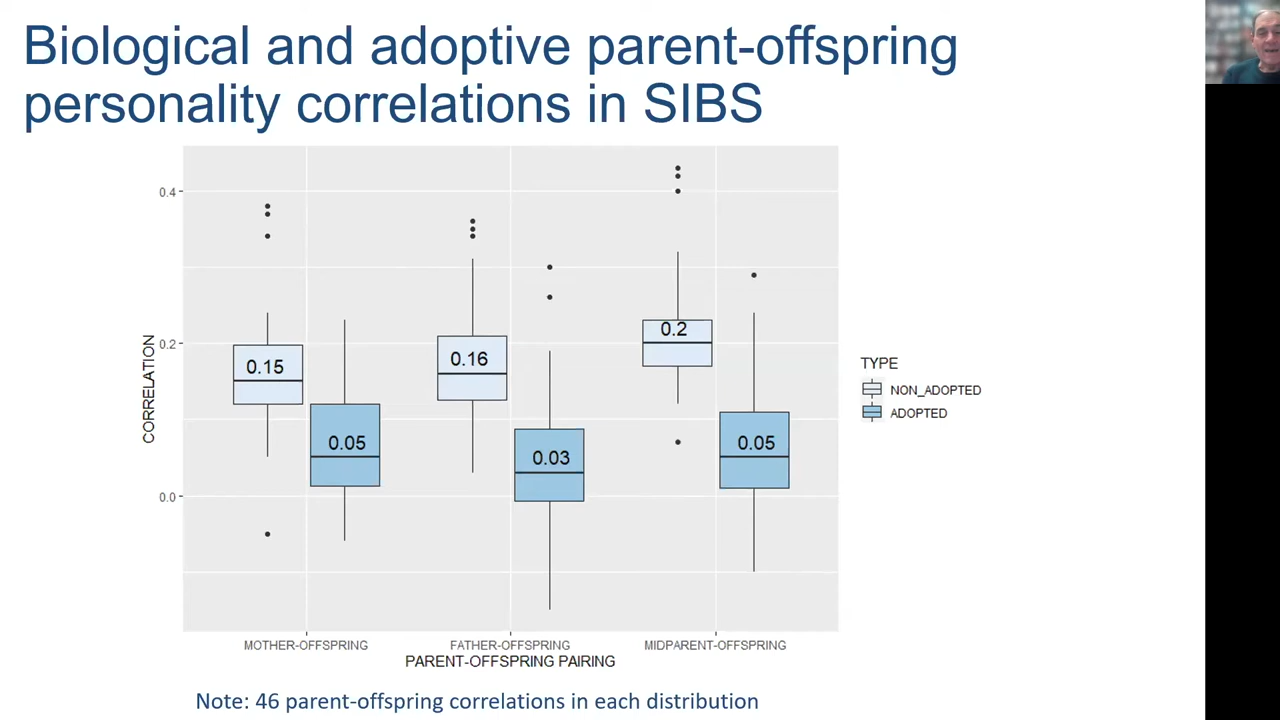 Biological and adoptive parent-offspring
personality correlations in SIBS
0.4
0.2
0.0
CORRELATION
0.15
0.05
0.16
0.03
0.2
0.05
MOTHER-OFFSPRING
FATHER-OFFSPRING
MIDPARENT-OFFSPRING
PARENT-OFFSPRING PAIRING
TYPE
NON_ADOPTED
ADOPTED
Note: 46 parent-offspring correlations in each distribution